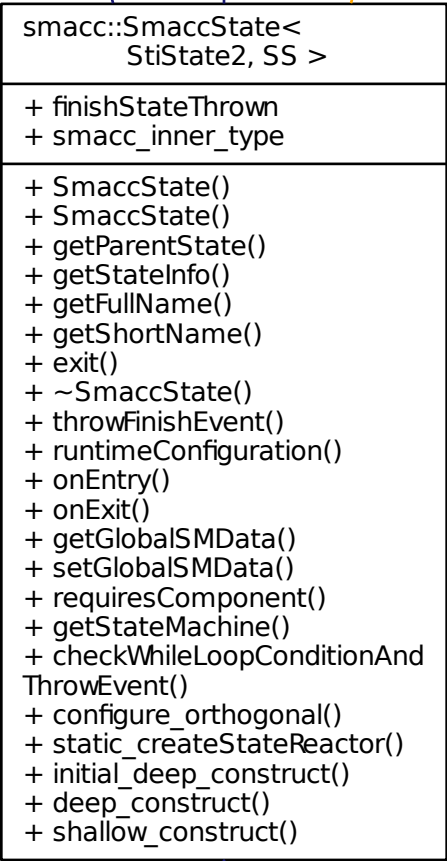 smacc::SmaccState<
StiState2, SS >
+ finishStateThrown
+ smacc_inner_type
+ SmaccState()
+ SmaccState()
+ getParentState()
+ getStateInfo()
+ getFullName()
+ getShortName()
+ exit()
+ ~SmaccState()
+ throwFinishEvent()
+ runtimeConfiguration()
+ onEntry()
+ onExit()
+ getGlobalSMData()
+ setGlobalSMData()
+ requiresComponent()
+ getStateMachine()
+ checkWhileLoopConditionAnd
ThrowEvent()
+ configure_orthogonal()
+ static_createStateReactor()
+ initial_deep_construct()
+ deep_construct()
+ shallow_construct()